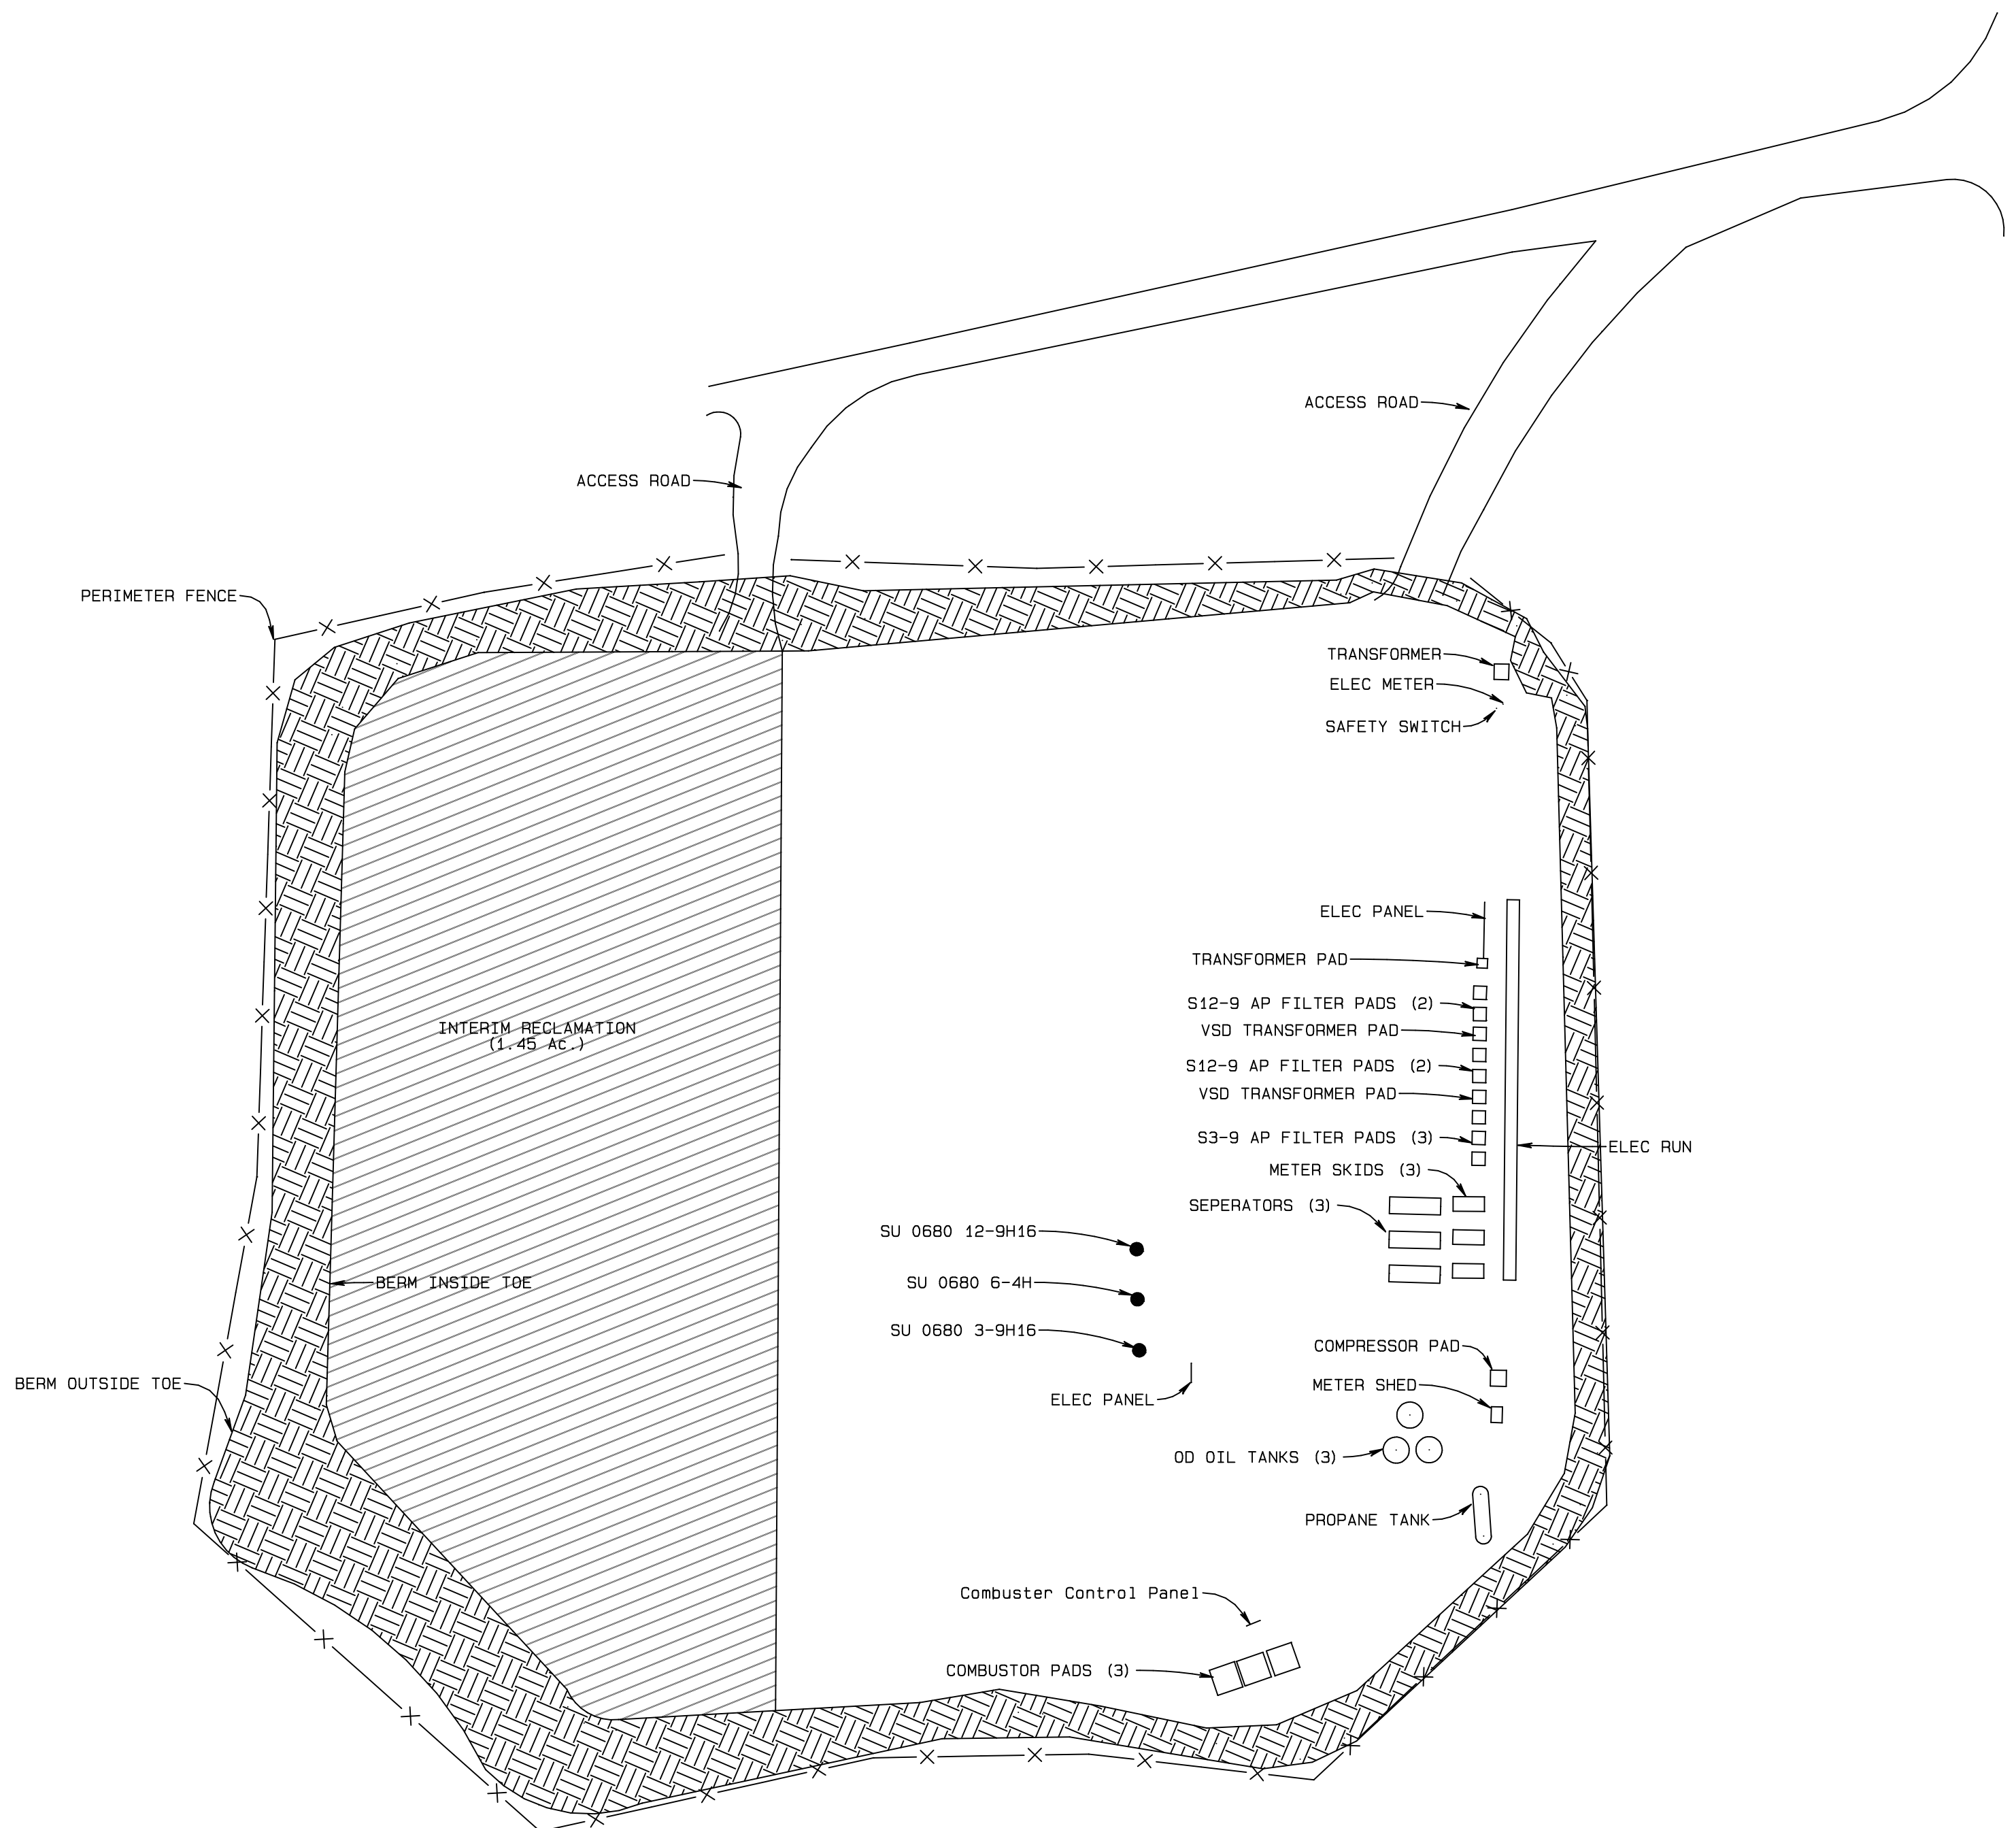 ACCESS ROAD
ACCESS ROAD
PERIMETER FENCE
TRANSFORMER
ELEC METER
SAFETY SWITCH
ELEC PANEL
TRANSFORMER PAD
S12-9 AP FILTER PADS (2)
VSD TRANSFORMER PAD
INTERIM RECLAMATION
(1.45 Ac.)
S12-9 AP FILTER PADS (2)
VSD TRANSFORMER PAD
S3-9 AP FILTER PADS (3)
ELEC RUN
METER SKIDS (3)
SEPERATORS (3)
SU 0680 12-9H16
SU 0680 6-4H
BERM INSIDE TOE
SU 0680 3-9H16
COMPRESSOR PAD
BERM OUTSIDE TOE
METER SHED
ELEC PANEL
OD OIL TANKS (3)
PROPANE TANK
Combuster Control Panel
COMBUSTOR PADS (3)